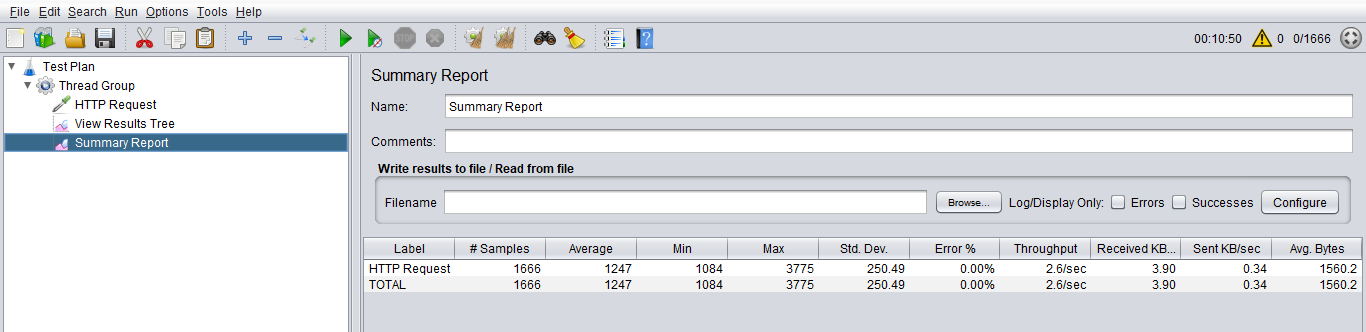 File Edit Search Run Options Tools Help
00:10:50 0 0/1666
Test Plan
Thread Group
HTTP Request
View Results Tree
Summary Report
Summary Report
Name: Summary Report
Comments:
Write results to file / Read from file
Filename Browse... Log/Display Only: Errors Successes Configure
Label # Samples Average Min Max Std. Dev. Error % Throughput Received KB... Sent KB/sec Avg. Bytes
HTTP Request 1666 1247 1084 3775 250.49 0.00% 2.6/sec 3.90 0.34 1560.2
TOTAL 1666 1247 1084 3775 250.49 0.00% 2.6/sec 3.90 0.34 1560.2